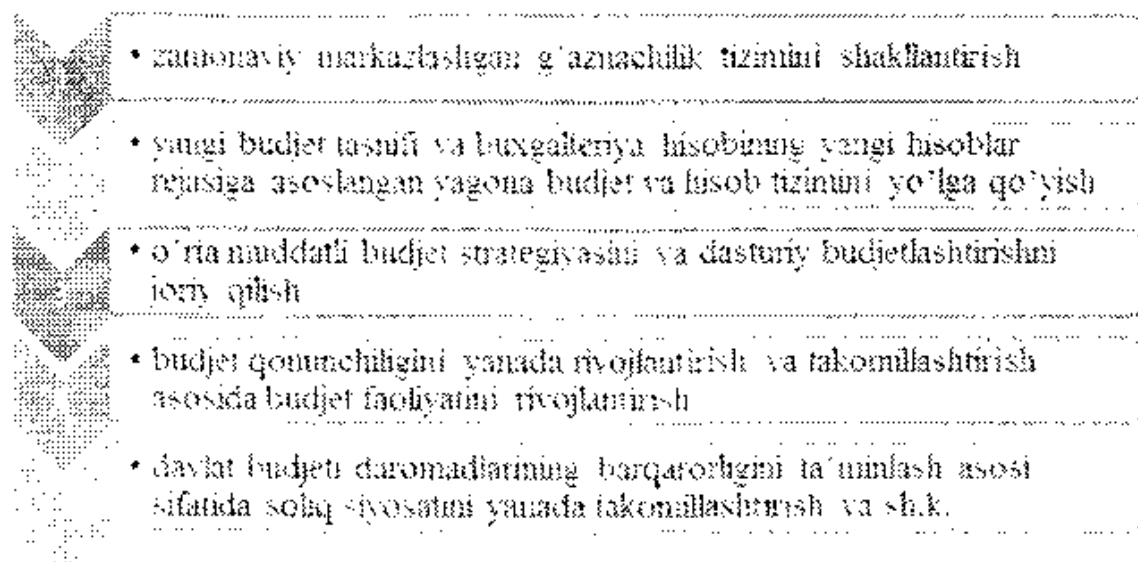 • zamonaviy markazlashgan g'aznachilik tizimini shakllantirish
• yangi budjet tasnifi va buxgalteriya hisobining yangi hisoblar
rejasiga asoslangan yagona budjet va hisob tizimini yo'lga qo'yish
• o'rta muddatli budjet strategiyasini va dasturiy budjetlashtirishni
joriy qilish
• budjet qonunchiligini yanada rivojlantirish va takomillashtirish
asosida budjet faoliyatini rivojlantirish
• davlat budjeti daromadlarining barqarorligini ta'minlash asosi
sifatida soliq siyosatini yanada takomillashtirish va sh.k.